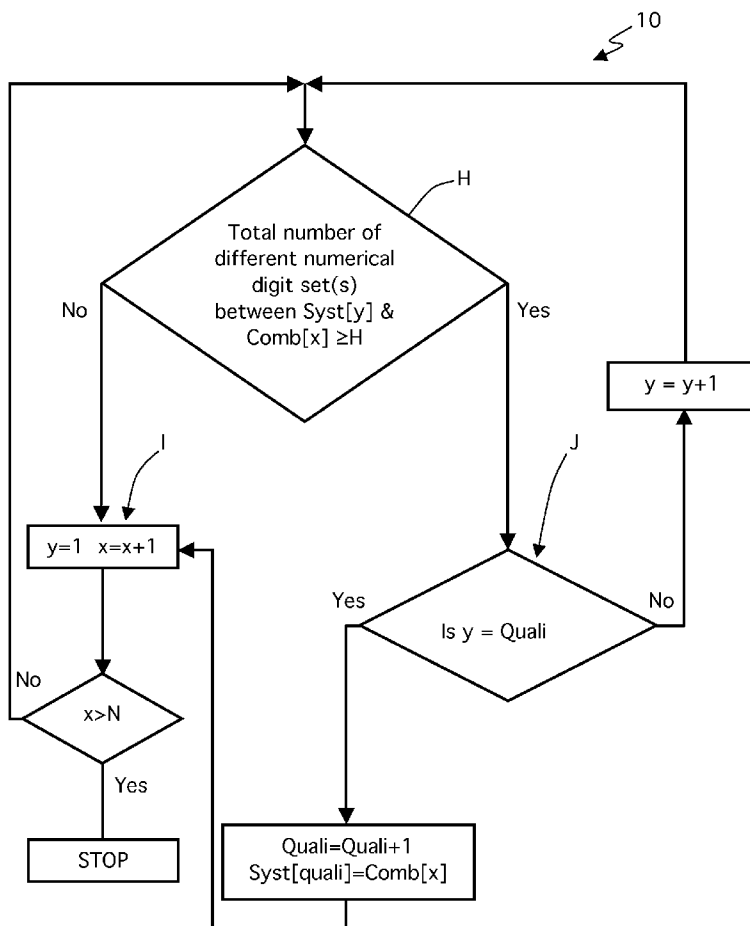 10
H
Total number of
different numerical
digit set(s)
between Syst[y] &
Comb[x] ≥H
No
Yes
y = y+1
I
J
y=1 x=x+1
Yes
No
Is y = Quali
No
x>N
Yes
Quali=Quali+1
Syst[quali]=Comb[x]
STOP